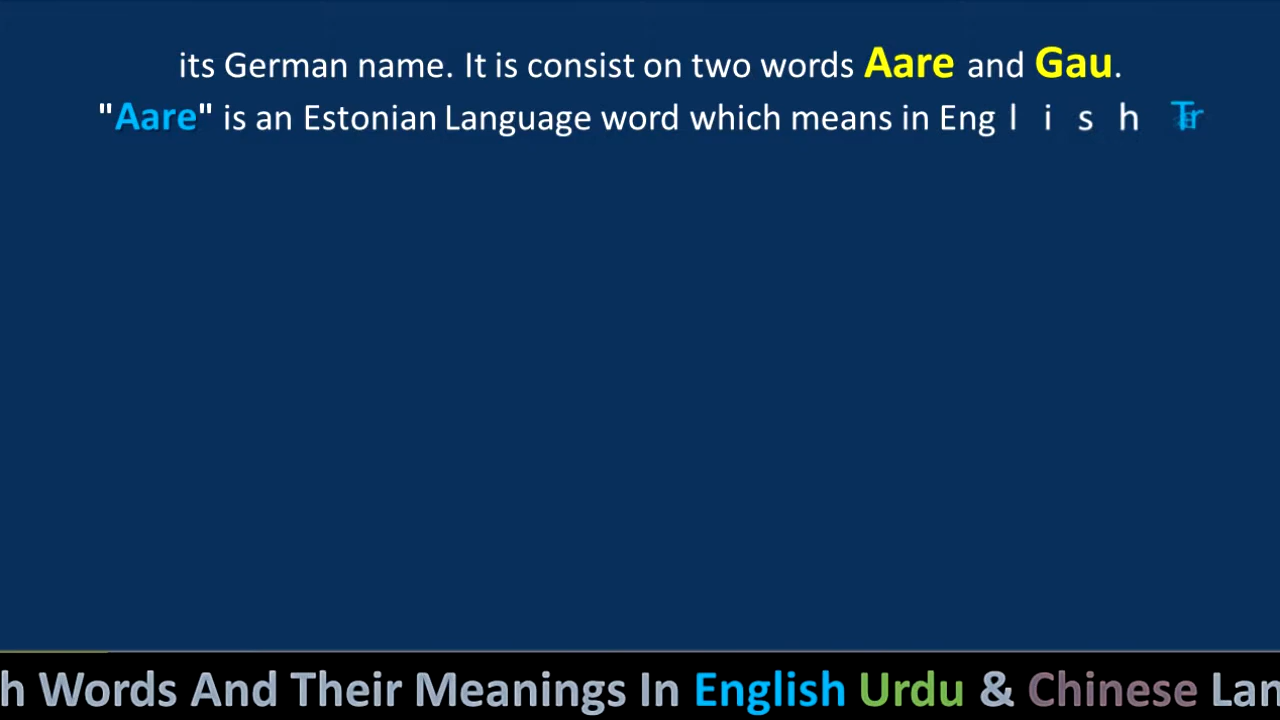 its German name. It is consist on two words Aare and Gau.
"Aare" is an Estonian Language word which means in English
h Words And Their Meanings In English Urdu & Chinese Lan